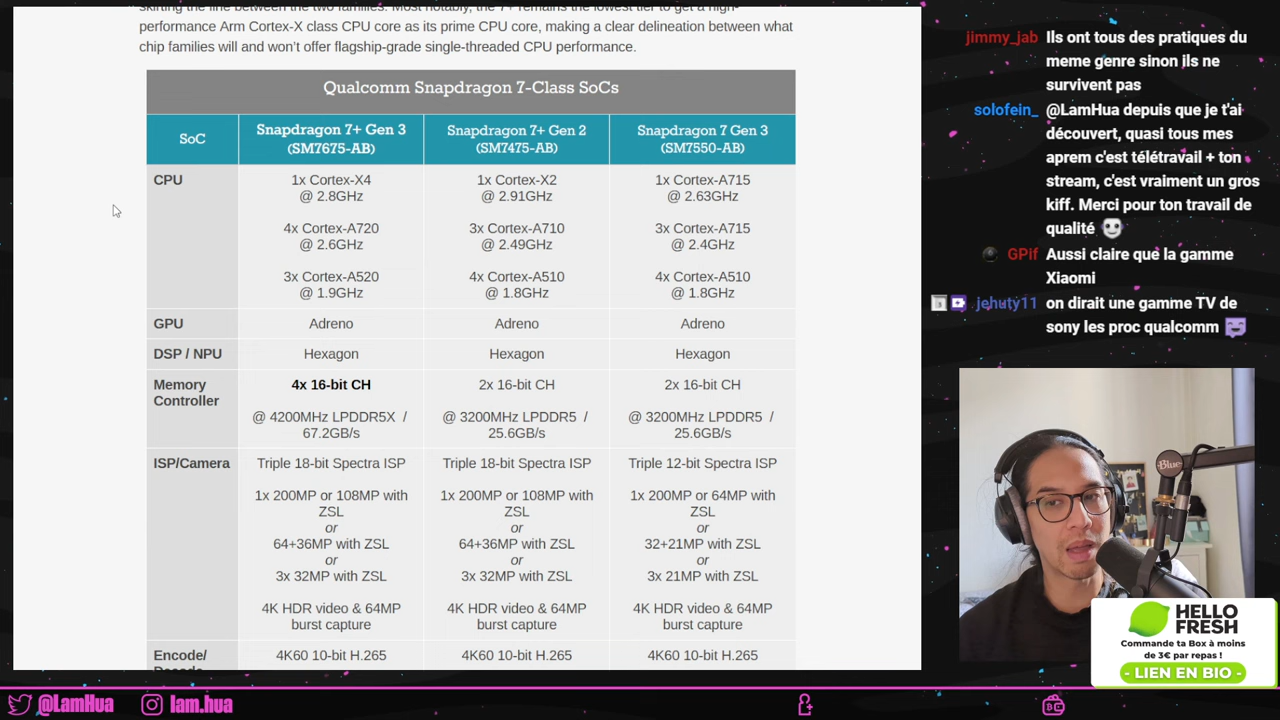 skirting the line between the two families. Most notably, the 7+ remains the lowest tier to get a high-
performance Arm Cortex-X class CPU core as its prime CPU core, making a clear delineation between what
chip families will and won't offer flagship-grade single-threaded CPU performance.
Qualcomm Snapdragon 7-Class SoCs
SoC
Snapdragon 7+ Gen 3
(SM7675-AB)
Snapdragon 7+ Gen 2
(SM7475-AB)
Snapdragon 7 Gen 3
(SM7550-AB)
CPU
1x Cortex-X4
@ 2.8GHz
4x Cortex-A720
@ 2.6GHz
3x Cortex-A520
@ 1.9GHz
1x Cortex-X2
@ 2.91GHz
3x Cortex-A710
@ 2.49GHz
4x Cortex-A510
@ 1.8GHz
1x Cortex-A715
@ 2.63GHz
3x Cortex-A715
@ 2.4GHz
4x Cortex-A510
@ 1.8GHz
GPU
Adreno
Adreno
Adreno
DSP / NPU
Hexagon
Hexagon
Hexagon
Memory
Controller
4x 16-bit CH
@ 4200MHz LPDDR5X /
67.2GB/s
2x 16-bit CH
@ 3200MHz LPDDR5 /
25.6GB/s
2x 16-bit CH
@ 3200MHz LPDDR5 /
25.6GB/s
ISP/Camera
Triple 18-bit Spectra ISP
1x 200MP or 108MP with
ZSL
or
64+36MP with ZSL
or
3x 32MP with ZSL
4K HDR video & 64MP
burst capture
Triple 18-bit Spectra ISP
1x 200MP or 108MP with
ZSL
or
64+36MP with ZSL
or
3x 32MP with ZSL
4K HDR video & 64MP
burst capture
Triple 12-bit Spectra ISP
1x 200MP or 64MP with
ZSL
or
32+21MP with ZSL
or
3x 21MP with ZSL
4K HDR video & 64MP
burst capture
Encode/
Decode
4K60 10-bit H.265
4K60 10-bit H.265
4K60 10-bit H.265
jimmy_jab Ils ont tous des pratiques du
meme genre sinon ils ne
survivent pas
solofein_ @LamHua depuis que je t'ai
découvert, quasi tous mes
aprem c'est télétravail + ton
stream, c'est vraiment un gros
kiff. Merci pour ton travail de
qualité
GPif Aussi claire que la gamme
Xiaomi
jehuty11 on dirait une gamme TV de
sony les proc qualcomm
Blue
HELLO
FRESH
Commande ta Box à moins
de 3€ par repas !
- LIEN EN BIO -
@LamHua
lam.hua